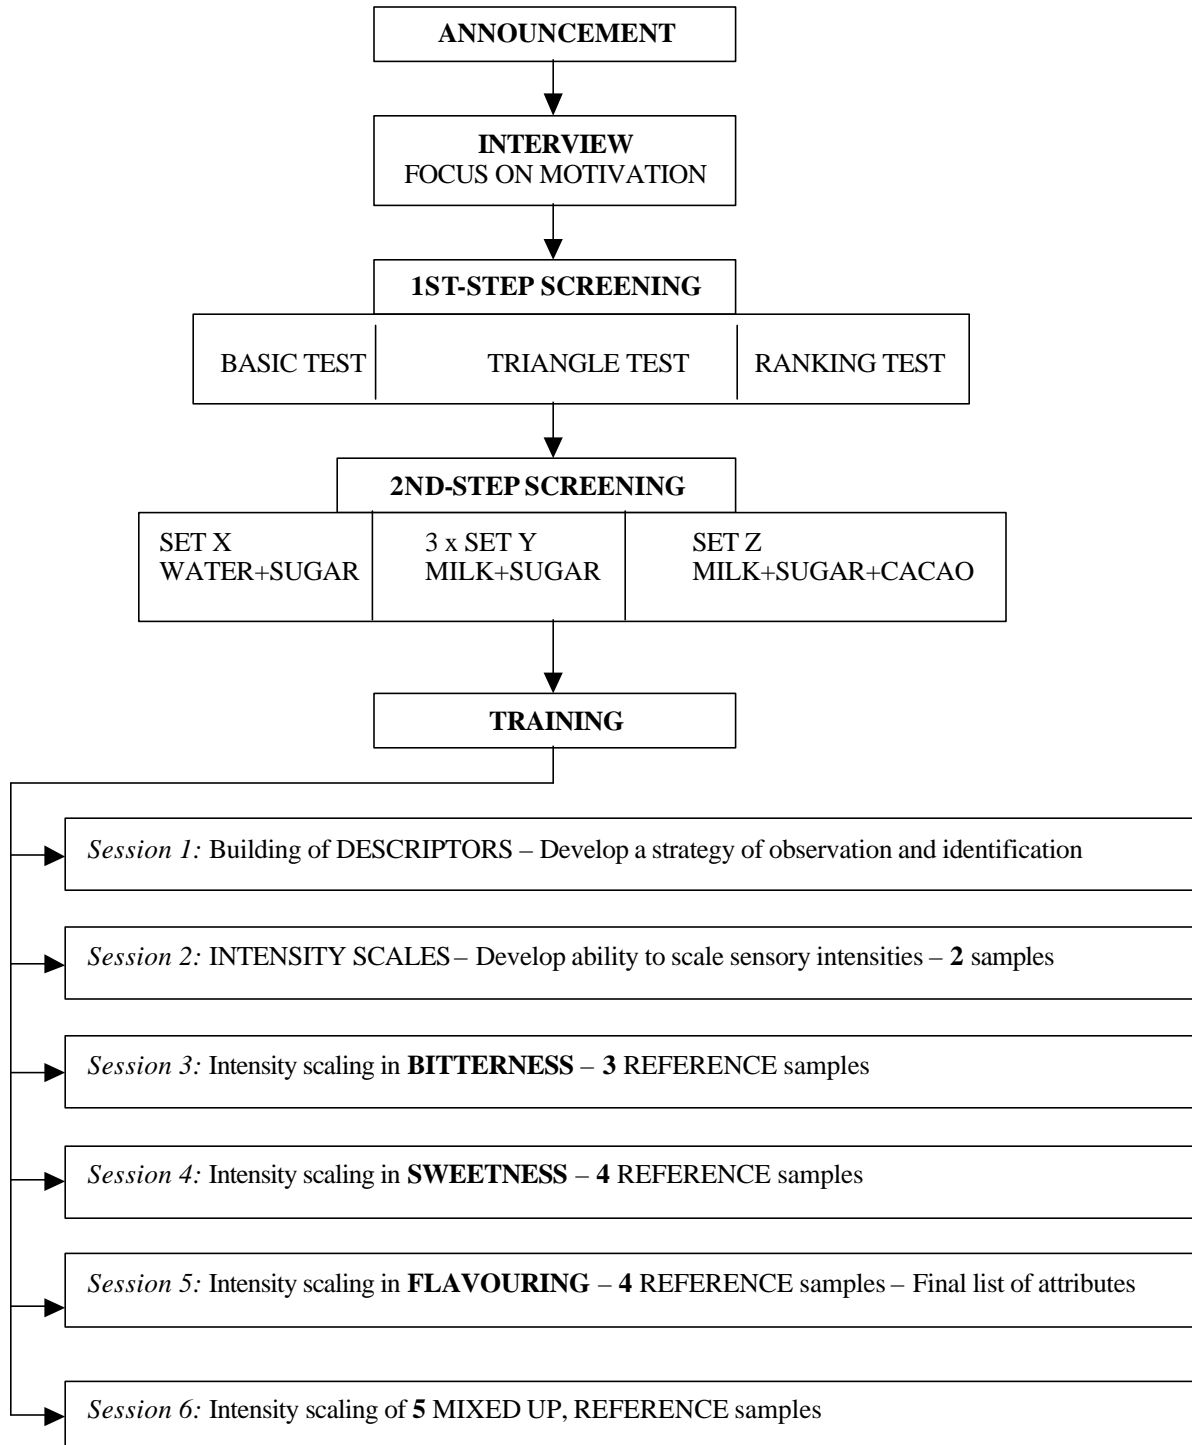 ANNOUNCEMENT
INTERVIEW
FOCUS ON MOTIVATION
1ST-STEP SCREENING
BASIC TEST
TRIANGLE TEST
RANKING TEST
2ND-STEP SCREENING
SET X
WATER+SUGAR
3 x SET Y
MILK+SUGAR
SET Z
MILK+SUGAR+CACAO
TRAINING
Session 1: Building of DESCRIPTORS – Develop a strategy of observation and identification
Session 2: INTENSITY SCALES – Develop ability to scale sensory intensities – 2 samples
Session 3: Intensity scaling in BITTERNESS – 3 REFERENCE samples
Session 4: Intensity scaling in SWEETNESS – 4 REFERENCE samples
Session 5: Intensity scaling in FLAVOURING – 4 REFERENCE samples – Final list of attributes
Session 6: Intensity scaling of 5 MIXED UP, REFERENCE samples